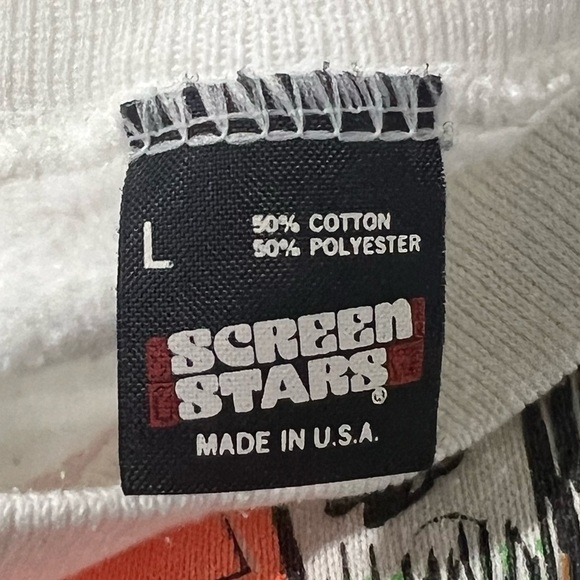 L
50% COTTON
50% POLYESTER
SCREEN
STARS®
MADE IN U.S.A.